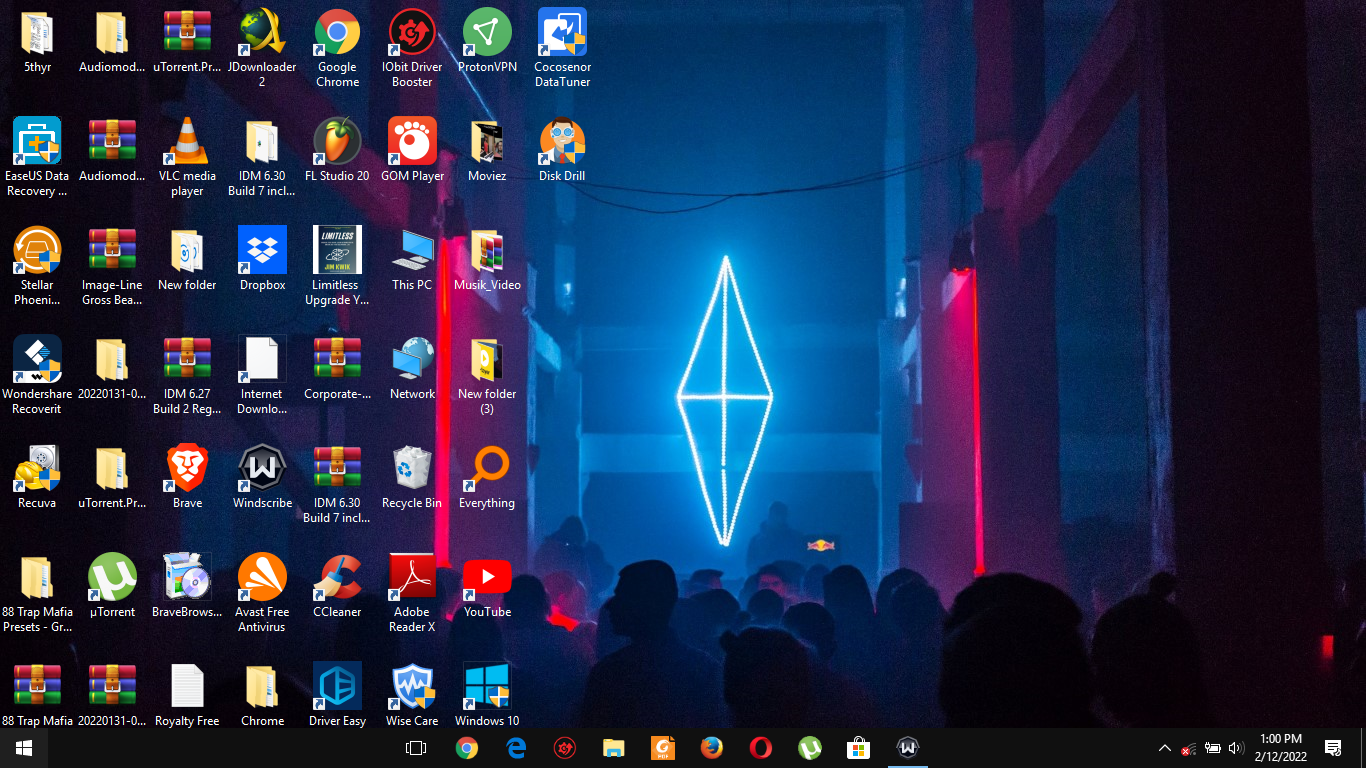 5thyr
Audiomod...
uTorrent.Pr...
JDownloader
2
Google
Chrome
IObit Driver
Booster
ProtonVPN
Cocosenor
DataTuner
EaseUS Data
Recovery ...
Audiomod...
VLC media
player
IDM 6.30
Build 7 incl...
FL Studio 20
GOM Player
Moviez
Disk Drill
Stellar
Phoeni...
Image-Line
Gross Bea...
New folder
Dropbox
LIMITLESS
JIM KWIK
Limitless
Upgrade Y...
This PC
Musik_Video
Wondershare
Recoverit
20220131-0...
IDM 6.27
Build 2 Reg...
Internet
Downlo...
Corporate-...
Network
New folder
(3)
Recuva
uTorrent.Pr...
Brave
Windscribe
IDM 6.30
Build 7 incl...
Recycle Bin
Everything
88 Trap Mafia
Presets - Gr...
µTorrent
BraveBrows...
Avast Free
Antivirus
CCleaner
Adobe
Reader X
YouTube
88 Trap Mafia
20220131-0...
Royalty Free
Chrome
Driver Easy
Wise Care
Windows 10
PDF
1:00 PM
2/12/2022